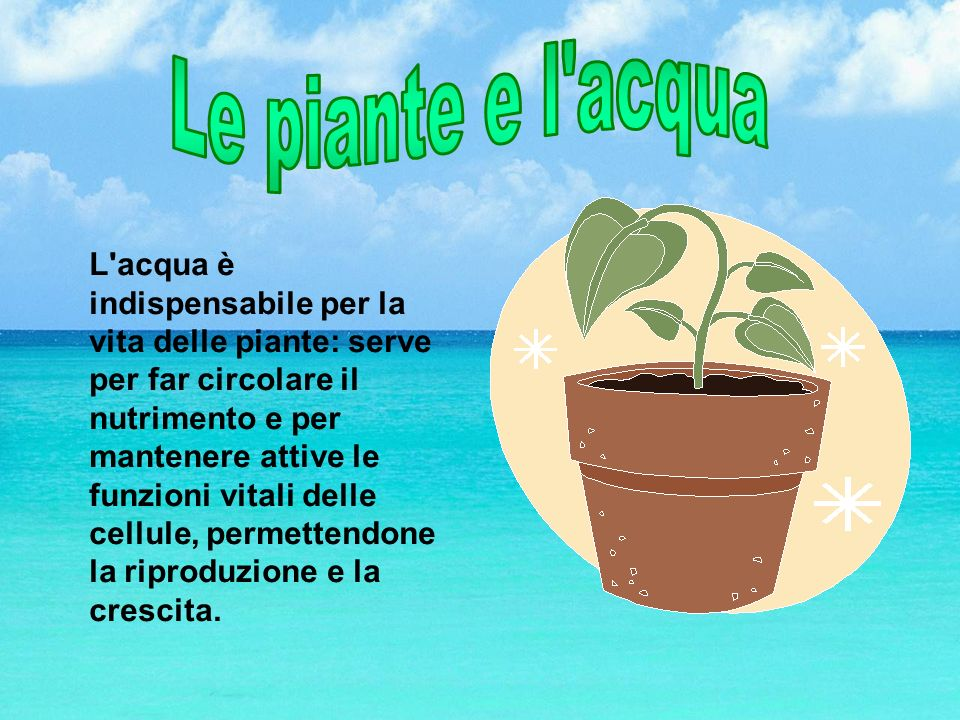 Le piante e l'acqua
L'acqua è
indispensabile per la
vita delle piante: serve
per far circolare il
nutrimento e per
mantenere attive le
funzioni vitali delle
cellule, permettendone
la riproduzione e la
crescita.